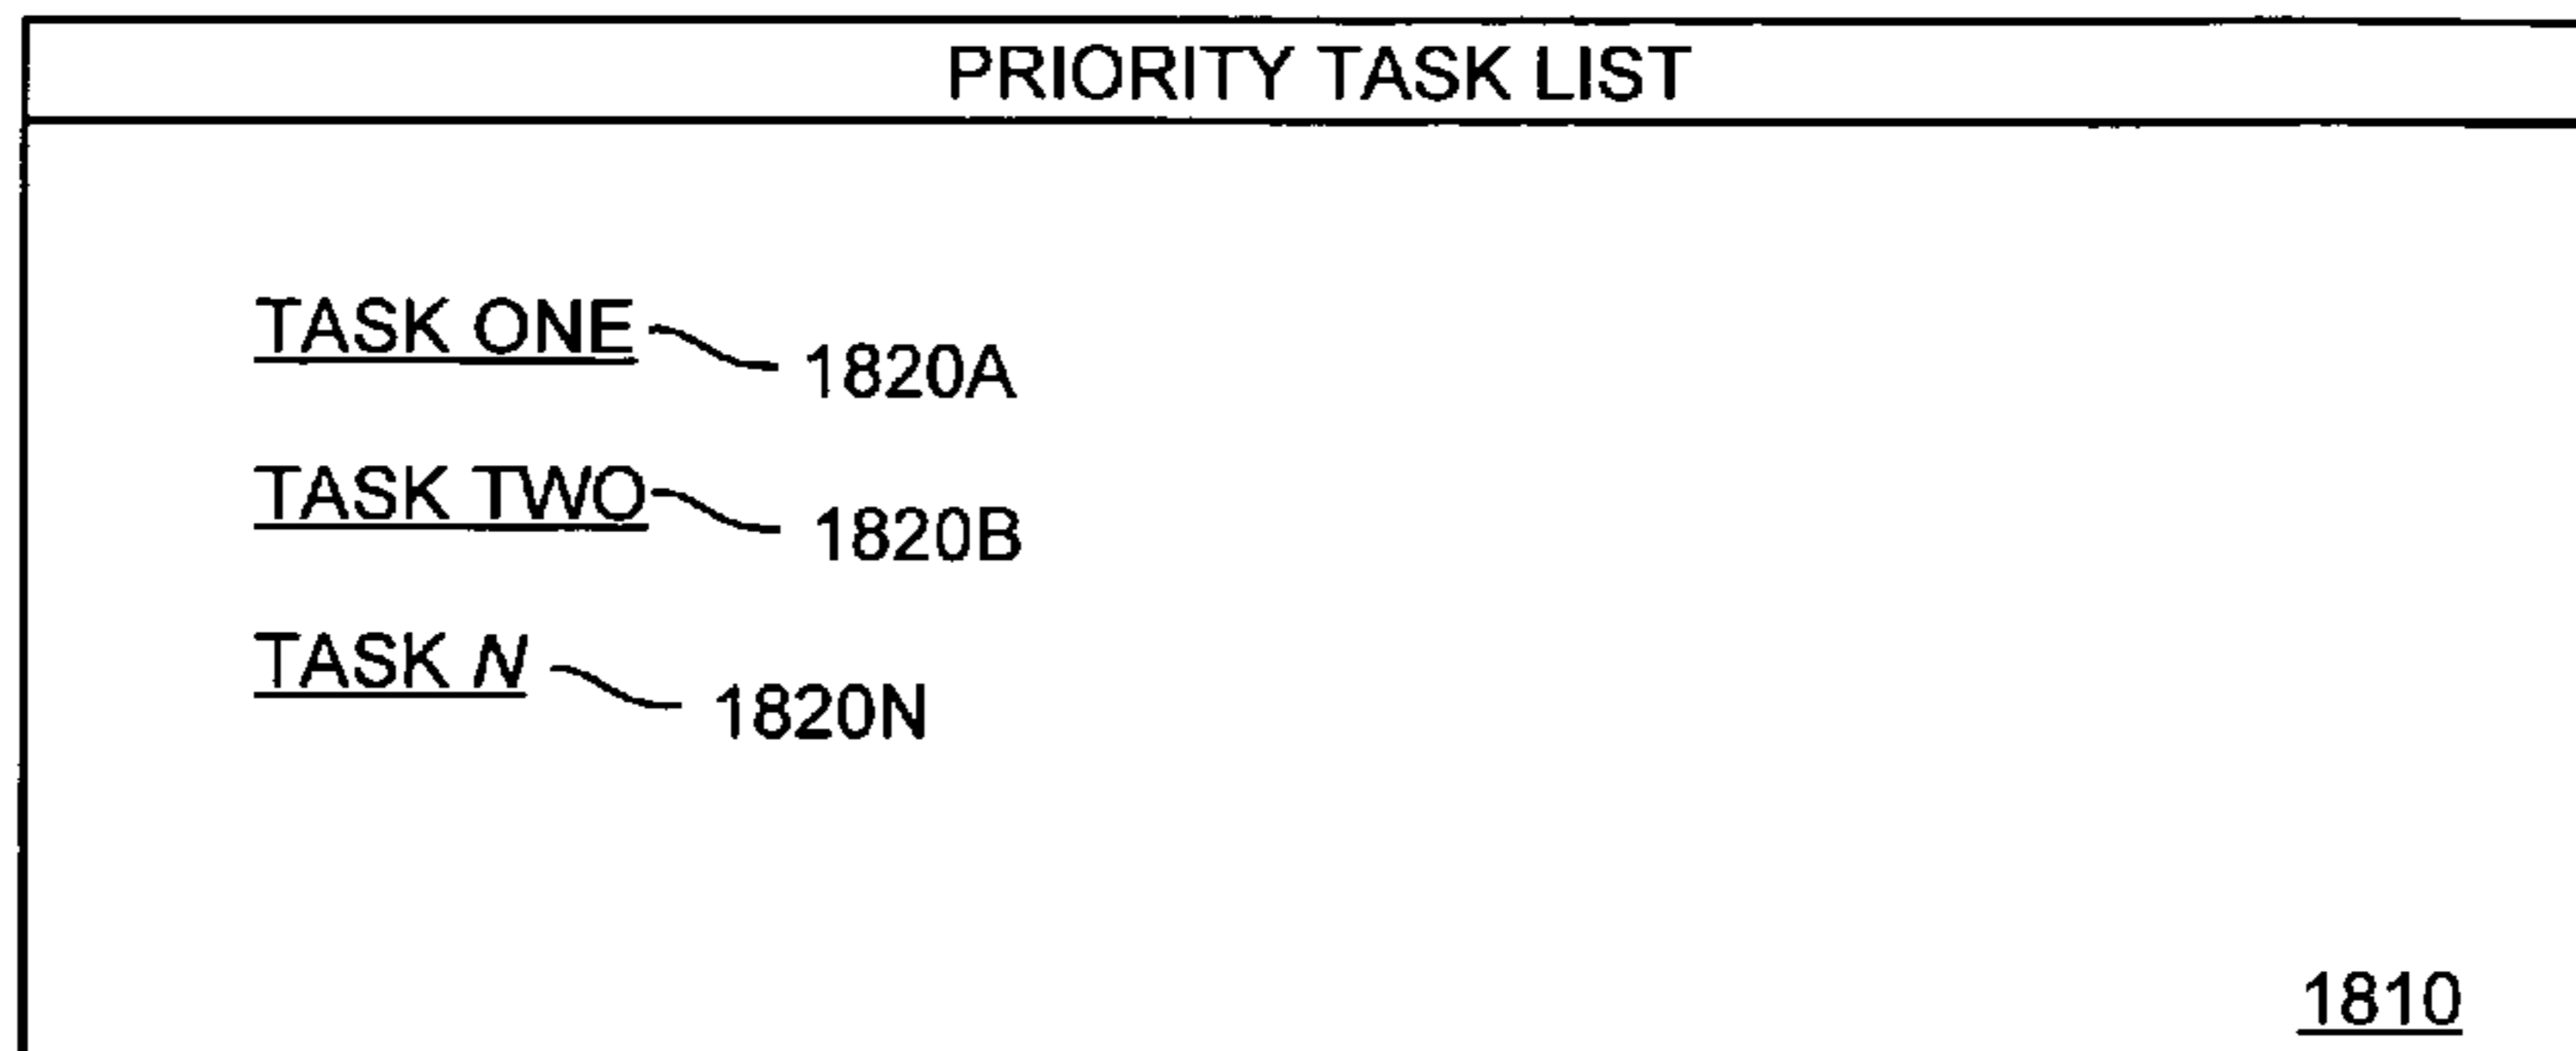 PRIORITY TASK LIST
TASK ONE 1820A
TASK TWO 1820B
TASK N 1820N
1810